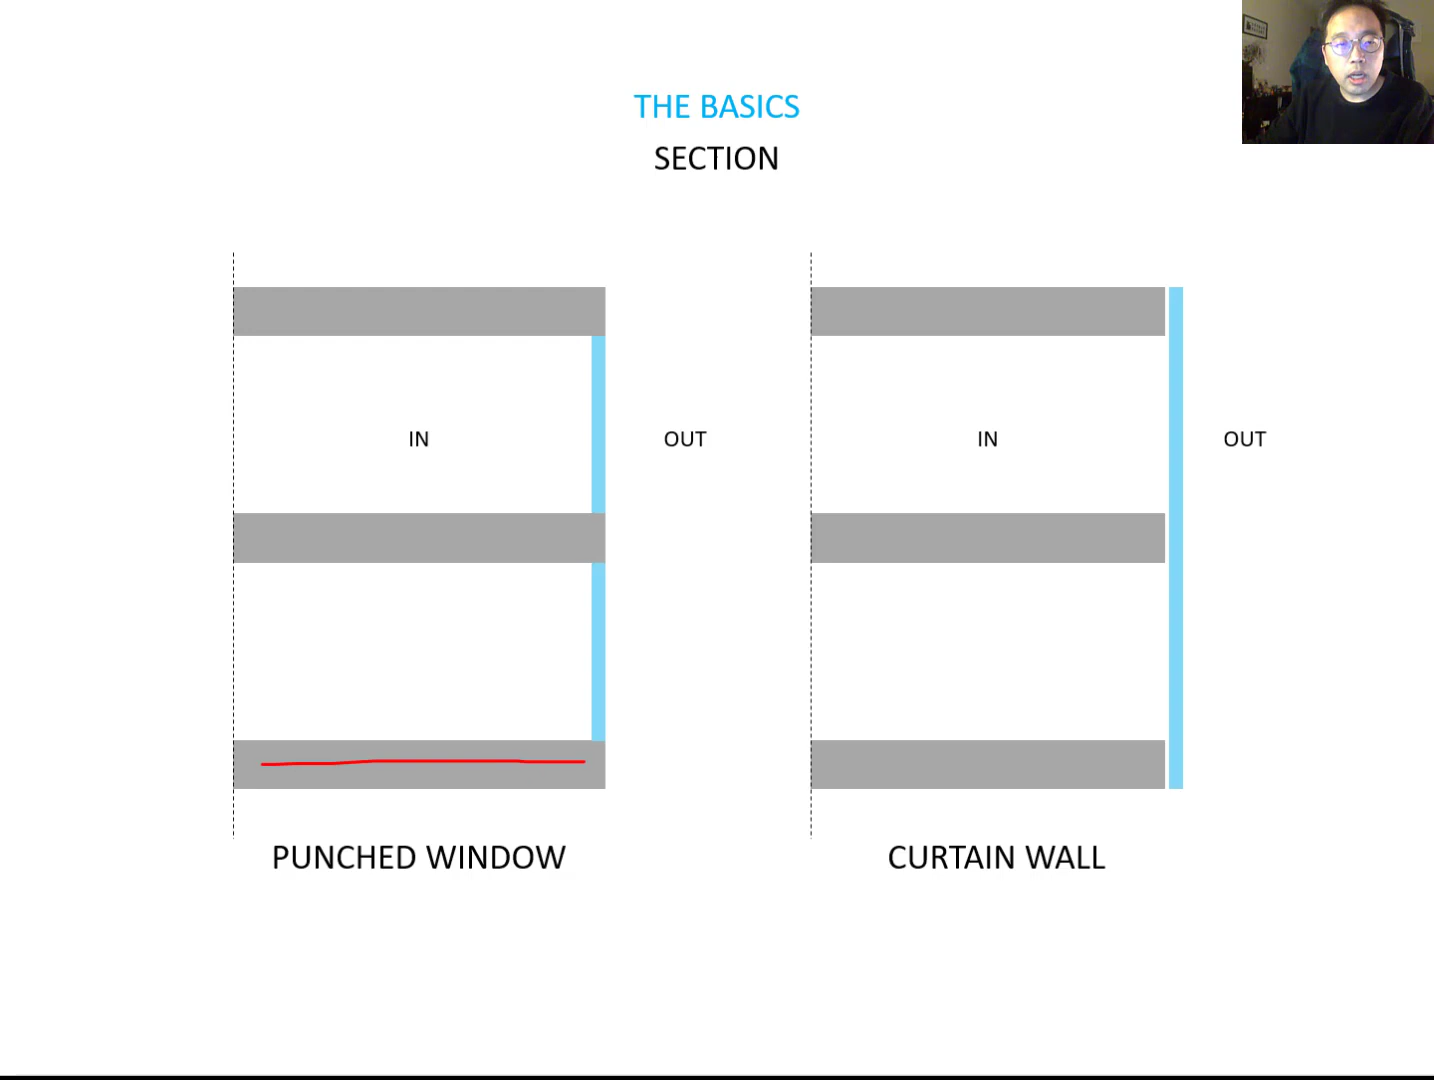 THE BASICS
SECTION
IN
OUT
IN
OUT
PUNCHED WINDOW
CURTAIN WALL